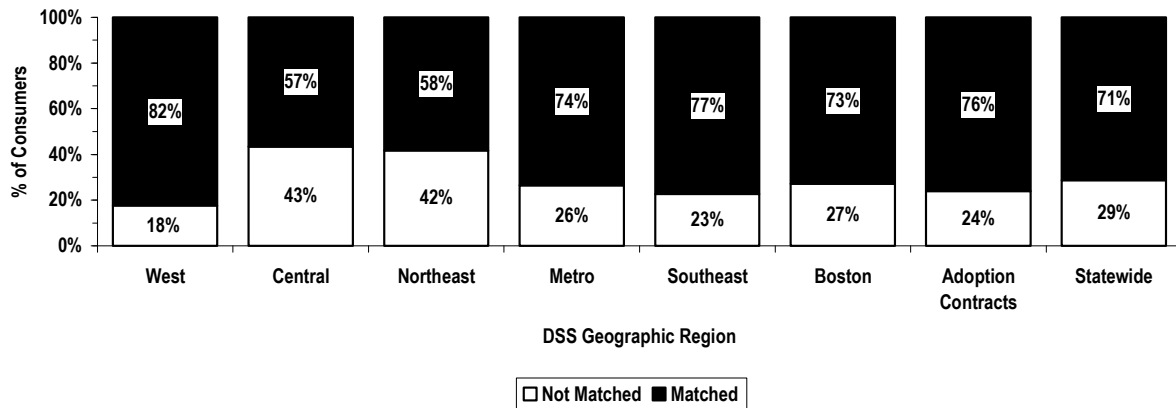 100%
80%
60%
40%
20%
0%
% of Consumers
82%
57%
58%
74%
77%
73%
76%
71%
18%
43%
42%
26%
23%
27%
24%
29%
West
Central
Northeast
Metro
Southeast
Boston
Adoption
Contracts
Statewide
DSS Geographic Region
Not Matched
Matched